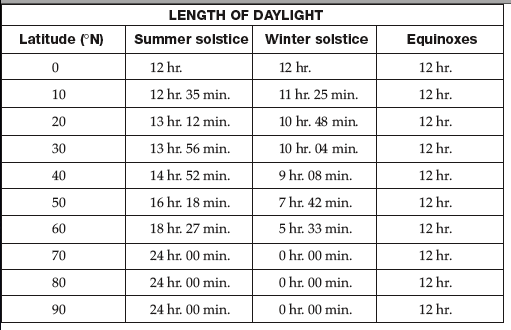 LENGTH OF DAYLIGHT
Latitude (°N) Summer solstice Winter solstice Equinoxes
0 12 hr. 12 hr. 12 hr.
10 12 hr. 35 min. 11 hr. 25 min. 12 hr.
20 13 hr. 12 min. 10 hr. 48 min. 12 hr.
30 13 hr. 56 min. 10 hr. 04 min. 12 hr.
40 14 hr. 52 min. 9 hr. 08 min. 12 hr.
50 16 hr. 18 min. 7 hr. 42 min. 12 hr.
60 18 hr. 27 min. 5 hr. 33 min. 12 hr.
70 24 hr. 00 min. 0 hr. 00 min. 12 hr.
80 24 hr. 00 min. 0 hr. 00 min. 12 hr.
90 24 hr. 00 min. 0 hr. 00 min. 12 hr.